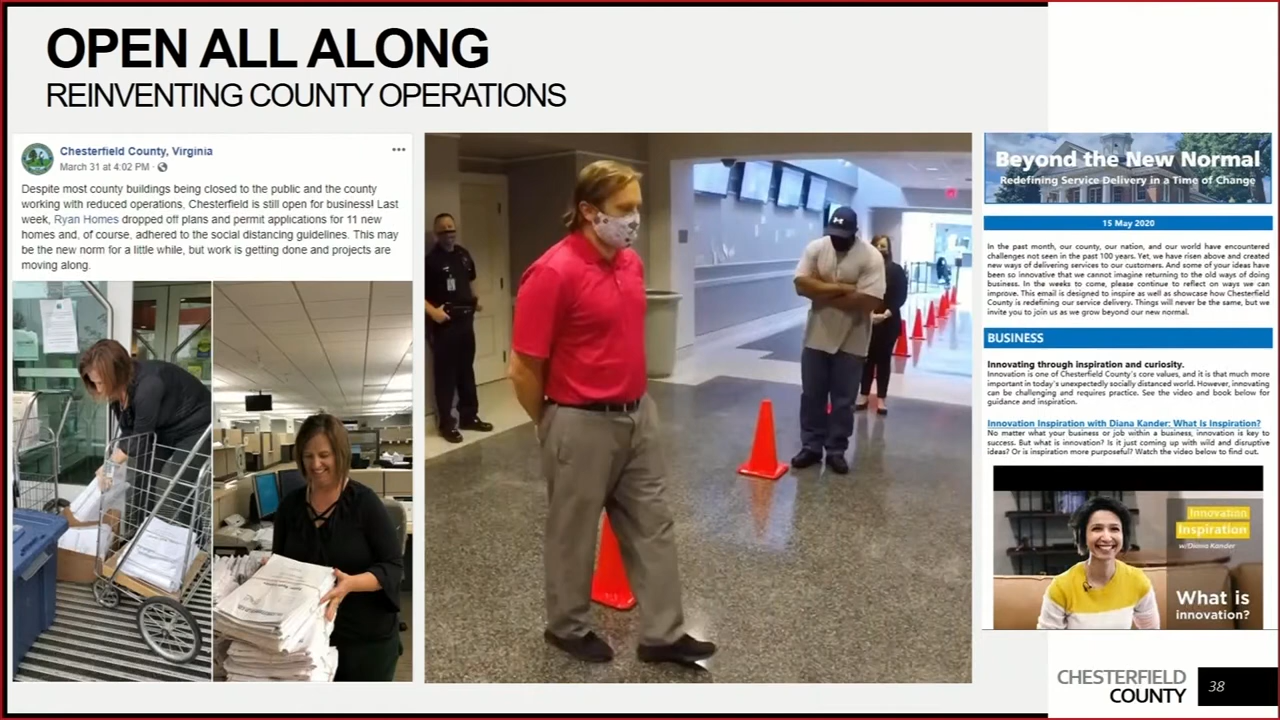 OPEN ALL ALONG
REINVENTING COUNTY OPERATIONS
Chesterfield County, Virginia
March 31 at 4:02 PM ·
Despite most county buildings being closed to the public and the county
working with reduced operations, Chesterfield is still open for business! Last
week, Ryan Homes dropped off plans and permit applications for 11 new
homes and, of course, adhered to the social distancing guidelines. This may
be the new norm for a little while, but work is getting done and projects are
moving along.
Beyond the New Normal
Redefining Service Delivery in a Time of Change
15 May 2020
In the past month, our county, our nation, and our world have encountered
challenges not seen in the past 100 years. Yet, we have risen above and created
new ways of delivering services to our customers. And some of your ideas have
been so innovative that we cannot imagine returning to the old ways of doing
business. In the weeks to come, please continue to reflect on ways we can
improve. This email is designed to inspire as well as showcase how Chesterfield
County is redefining our service delivery. Things will never be the same, but we
invite you to join us as we grow beyond our new normal.
BUSINESS
Innovating through inspiration and curiosity.
Innovation is one of Chesterfield County's core values, and it is that much more
important in today's unexpectedly socially distanced world. However, innovating
can be challenging and requires practice. See the video and book below for
guidance and inspiration.
Innovation Inspiration with Diana Kander: What Is Inspiration?
No matter what your business or job within a business, innovation is key to
success. But what is innovation? Is it just coming up with wild and disruptive
ideas? Or is inspiration more purposeful? Watch the video below to find out.
Innovation
Inspiration
w/Diana Kander
What is
innovation?
CHESTERFIELD
COUNTY
38